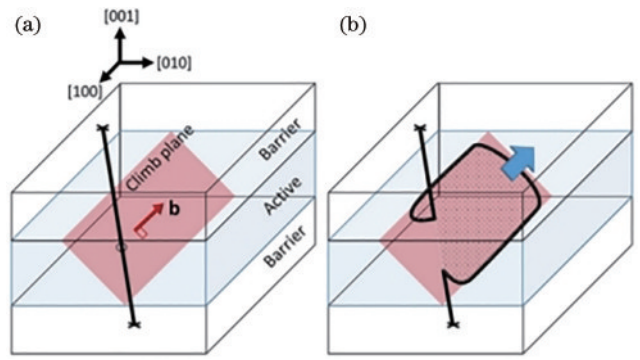 (a)
[001]
[010]
[100]
Climb plane
b
Barrier
Active
Barrier
(b)